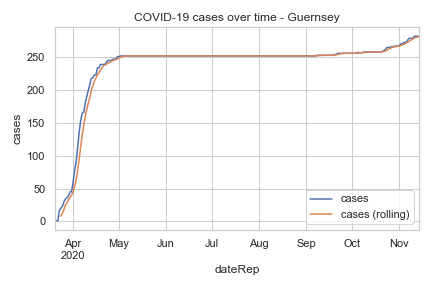 COVID-19 cases over time - Guernsey
cases
250
200
150
100
50
0
cases
cases (rolling)
Apr May Jun Jul Aug Sep Oct Nov
2020
dateRep